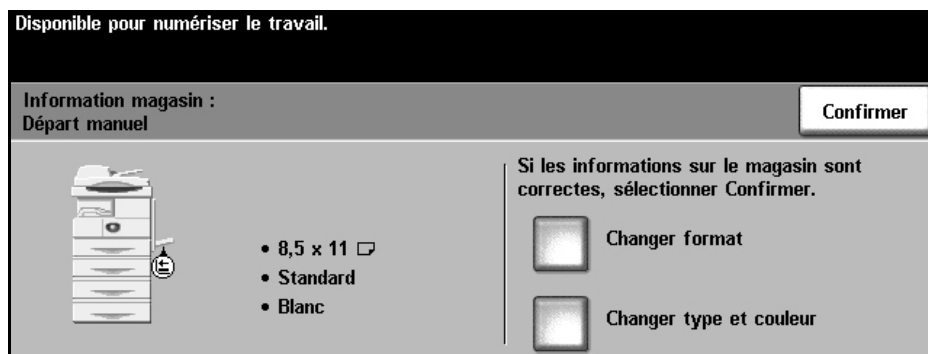 Disponible pour numériser le travail.
Information magasin :
Départ manuel
Confirmer
Si les informations sur le magasin sont
correctes, sélectionner Confirmer.
• 8,5 x 11
• Standard
• Blanc
Changer format
Changer type et couleur